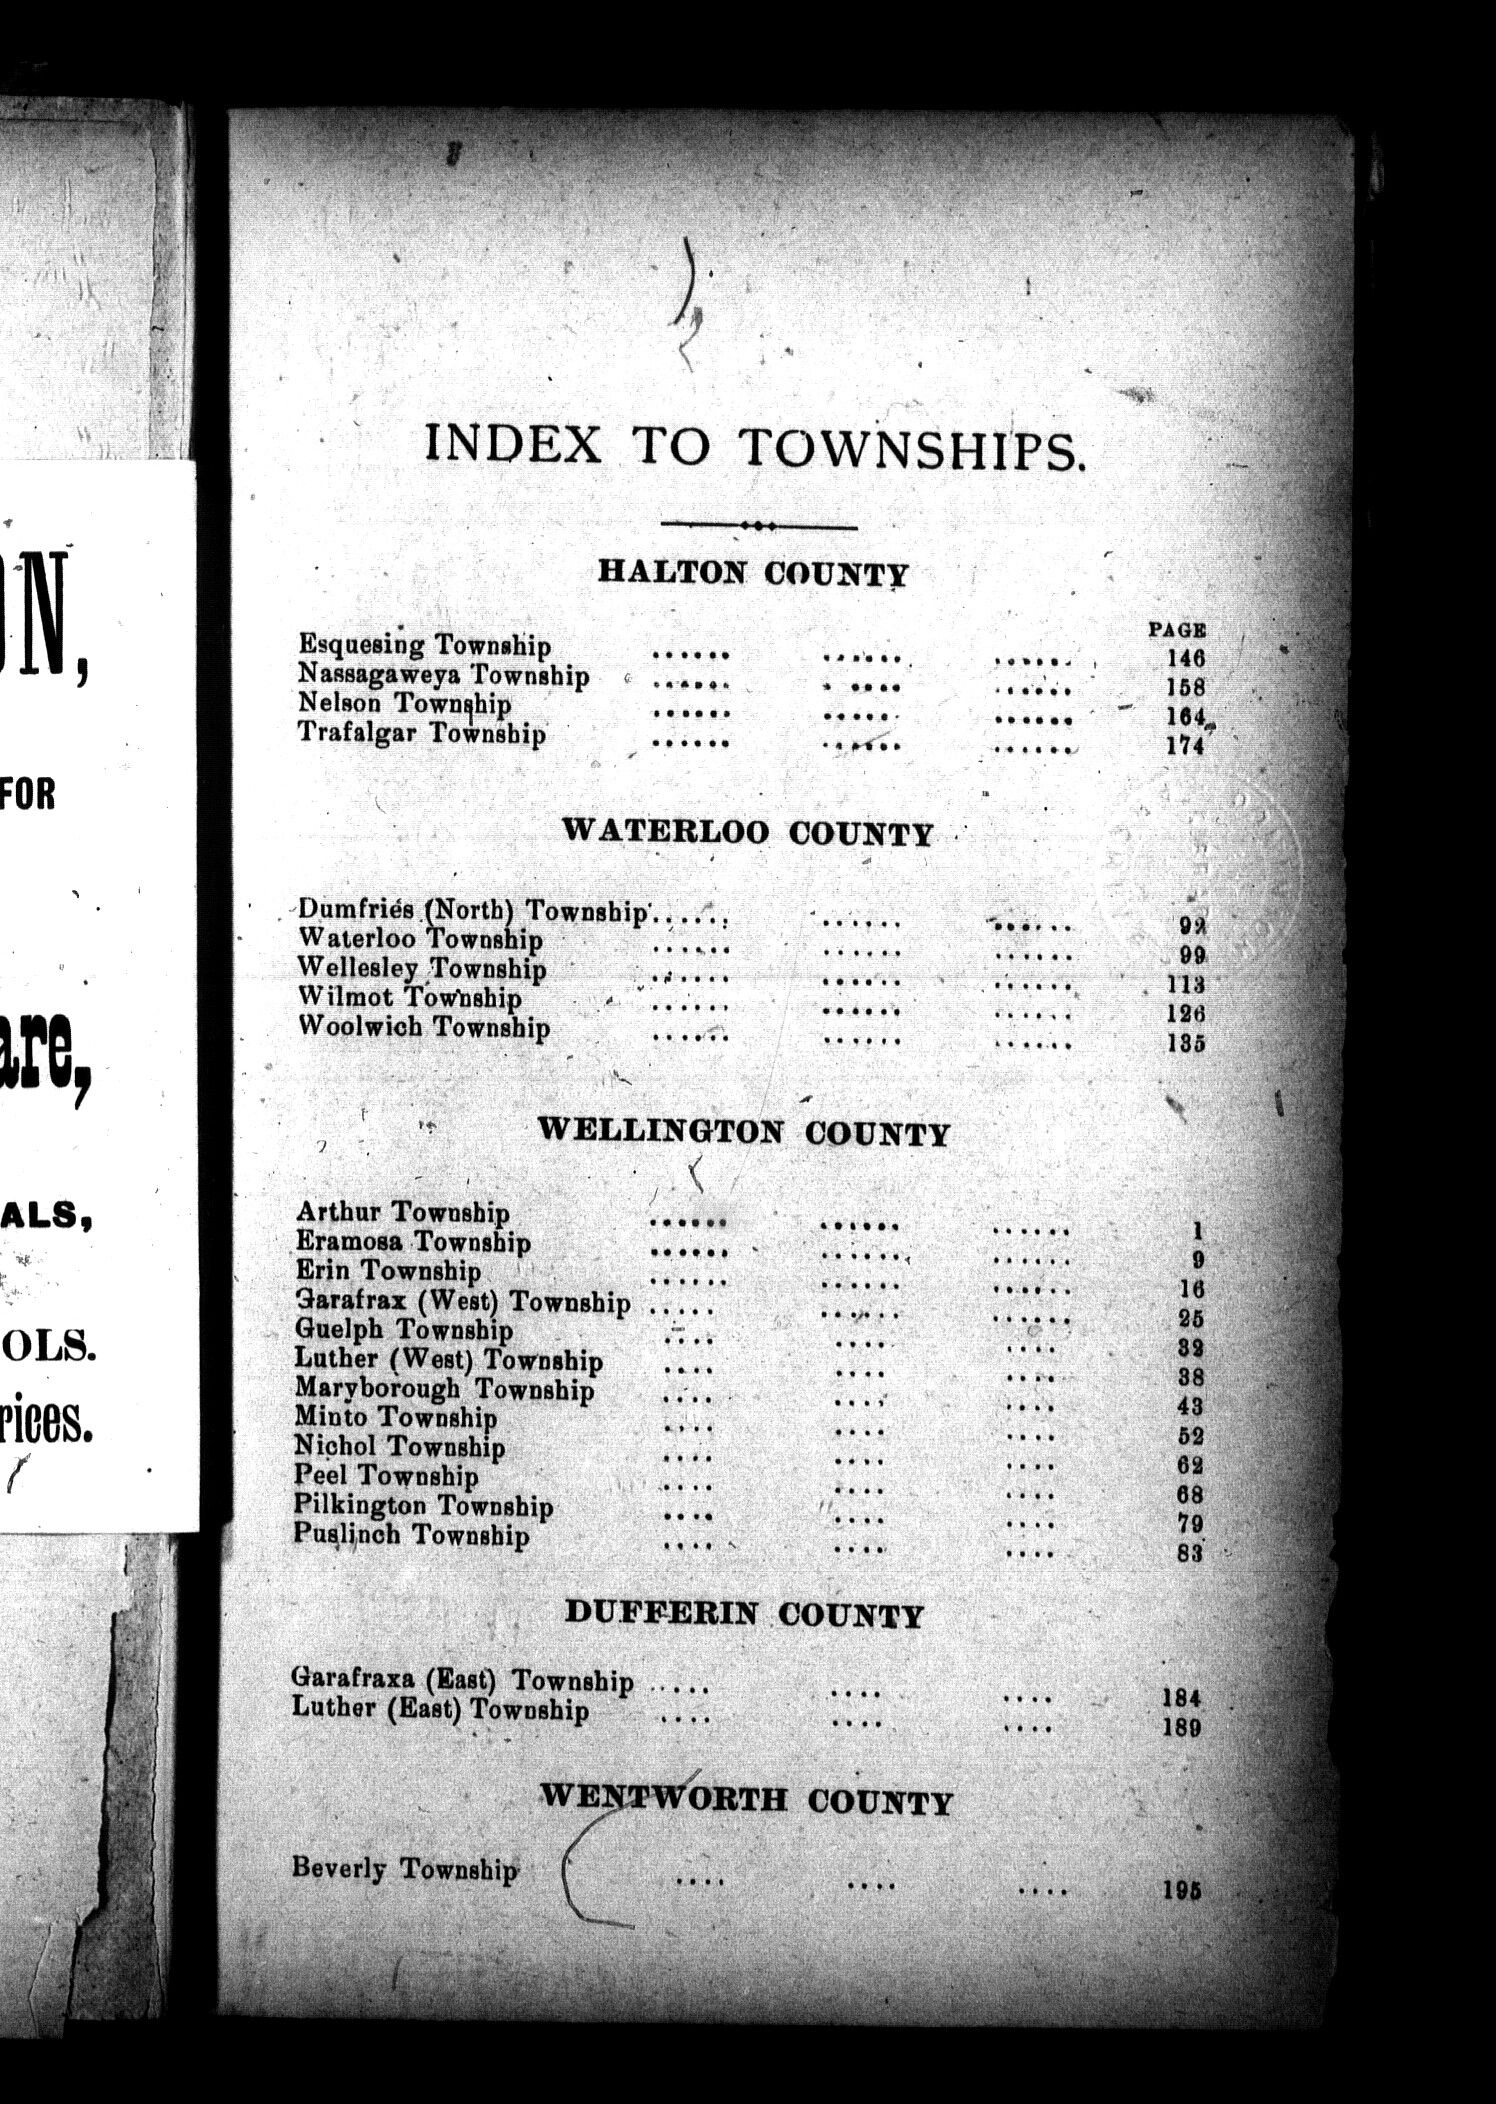 ON,
FOR
are,
ALS,
OLS.
rices.
INDEX TO TOWNSHIPS.
HALTON COUNTY
PAGE
Esquesing Township ...... ...... ...... 146
Nassagaweya Township ...... ...... ...... 158
Nelson Township ...... ...... ...... 164
Trafalgar Township ...... ...... ...... 174
WATERLOO COUNTY
Dumfries (North) Township ...... ...... ...... 92
Waterloo Township ...... ...... ...... 99
Wellesley Township ...... ...... ...... 113
Wilmot Township ...... ...... ...... 126
Woolwich Township ...... ...... ...... 135
WELLINGTON COUNTY
Arthur Township ...... ...... ...... 1
Eramosa Township ...... ...... ...... 9
Erin Township ...... ...... ...... 16
Garafrax (West) Township ..... ...... ...... 25
Guelph Township .... .... .... 32
Luther (West) Township .... .... .... 38
Maryborough Township .... .... .... 43
Minto Township .... .... .... 52
Nichol Township .... .... .... 62
Peel Township .... .... .... 68
Pilkington Township .... .... .... 79
Puslinch Township .... .... .... 83
DUFFERIN COUNTY
Garafraxa (East) Township ..... .... .... 184
Luther (East) Township .... .... .... 189
WENTWORTH COUNTY
Beverly Township .... .... .... 195